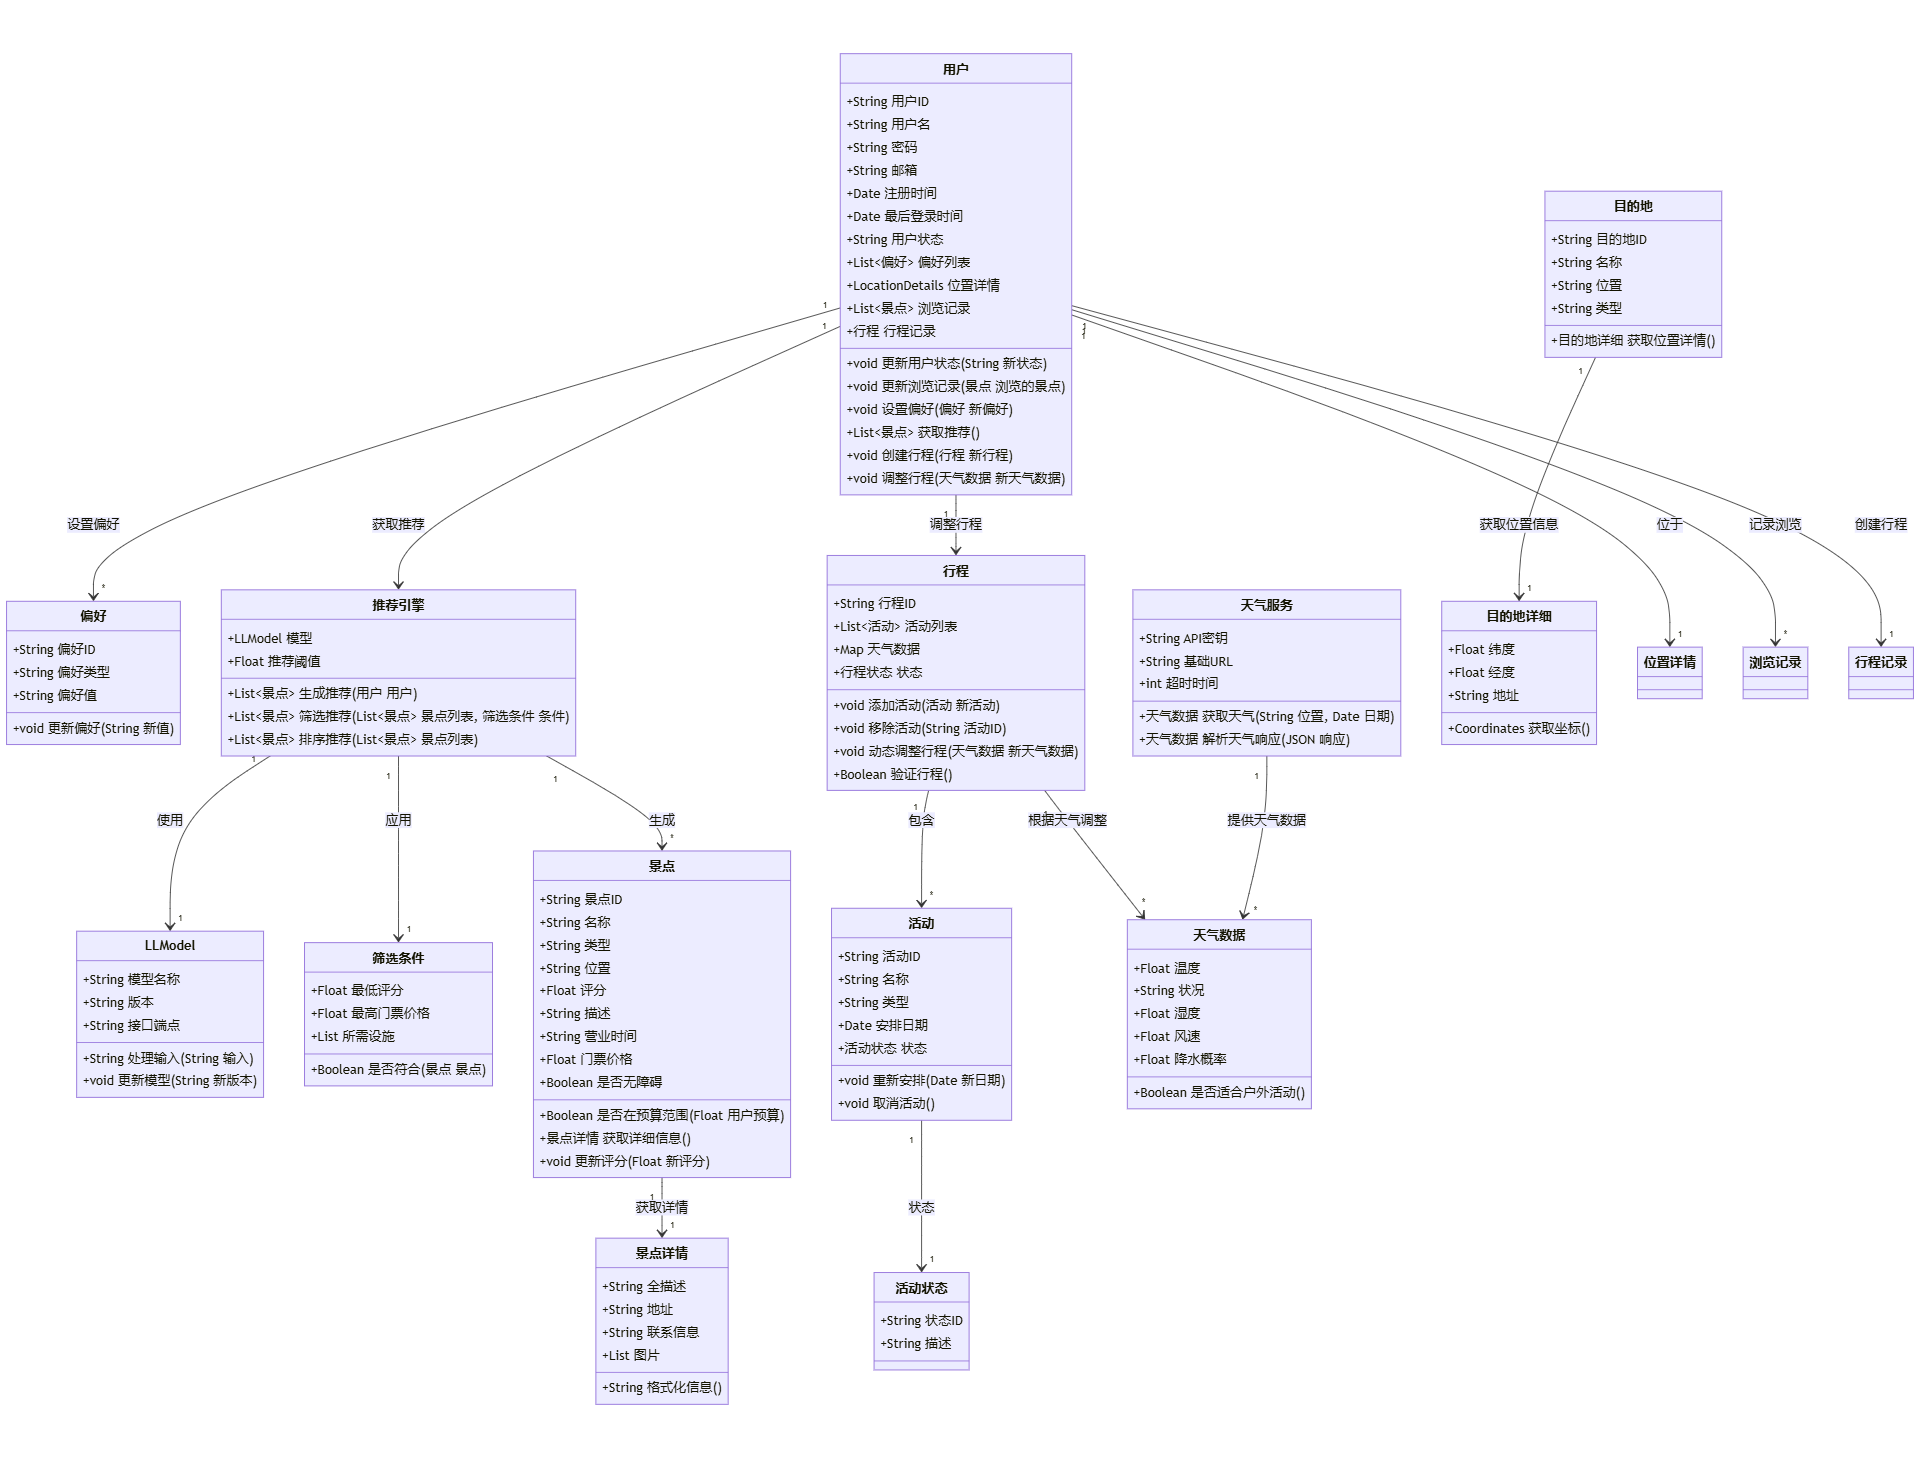 用户
+String 用户ID
+String 用户名
+String 密码
+String 邮箱
+Date 注册时间
+Date 最后登录时间
+String 用户状态
+List<偏好> 偏好列表
+LocationDetails 位置详情
+List<景点> 浏览记录
+行程 行程记录
+void 更新用户状态(String 新状态)
+void 更新浏览记录(景点 浏览的景点)
+void 设置偏好(偏好 新偏好)
+List<景点> 获取推荐()
+void 创建行程(行程 新行程)
+void 调整行程(天气数据 新天气数据)
目的地
+String 目的地ID
+String 名称
+String 位置
+String 类型
+目的地详细 获取位置详情()
1
1
1
1
1
1
1
设置偏好
获取推荐
调整行程
获取位置信息
位于
记录浏览
创建行程
*
1
1
*
1
偏好
+String 偏好ID
+String 偏好类型
+String 偏好值
+void 更新偏好(String 新值)
推荐引擎
+LLModel 模型
+Float 推荐阈值
+List<景点> 生成推荐(用户 用户)
+List<景点> 筛选推荐(List<景点> 景点列表, 筛选条件 条件)
+List<景点> 排序推荐(List<景点> 景点列表)
行程
+String 行程ID
+List<活动> 活动列表
+Map 天气数据
+行程状态 状态
+void 添加活动(活动 新活动)
+void 移除活动(String 活动ID)
+void 动态调整行程(天气数据 新天气数据)
+Boolean 验证行程()
天气服务
+String API密钥
+String 基础URL
+int 超时时间
+天气数据 获取天气(String 位置, Date 日期)
+天气数据 解析天气响应(JSON 响应)
目的地详细
+Float 纬度
+Float 经度
+String 地址
+Coordinates 获取坐标()
位置详情
浏览记录
行程记录
1
1
1
1
1
1
使用
应用
生成
包含
根据天气调整
提供天气数据
1
1
*
*
*
*
LLModel
+String 模型名称
+String 版本
+String 接口端点
+String 处理输入(String 输入)
+void 更新模型(String 新版本)
筛选条件
+Float 最低评分
+Float 最高门票价格
+List 所需设施
+Boolean 是否符合(景点 景点)
景点
+String 景点ID
+String 名称
+String 类型
+String 位置
+Float 评分
+String 描述
+String 营业时间
+Float 门票价格
+Boolean 是否无障碍
+Boolean 是否在预算范围(Float 用户预算)
+景点详情 获取详细信息()
+void 更新评分(Float 新评分)
活动
+String 活动ID
+String 名称
+String 类型
+Date 安排日期
+活动状态 状态
+void 重新安排(Date 新日期)
+void 取消活动()
天气数据
+Float 温度
+String 状况
+Float 湿度
+Float 风速
+Float 降水概率
+Boolean 是否适合户外活动()
1
1
获取详情
状态
1
1
景点详情
+String 全描述
+String 地址
+String 联系信息
+List 图片
+String 格式化信息()
活动状态
+String 状态ID
+String 描述